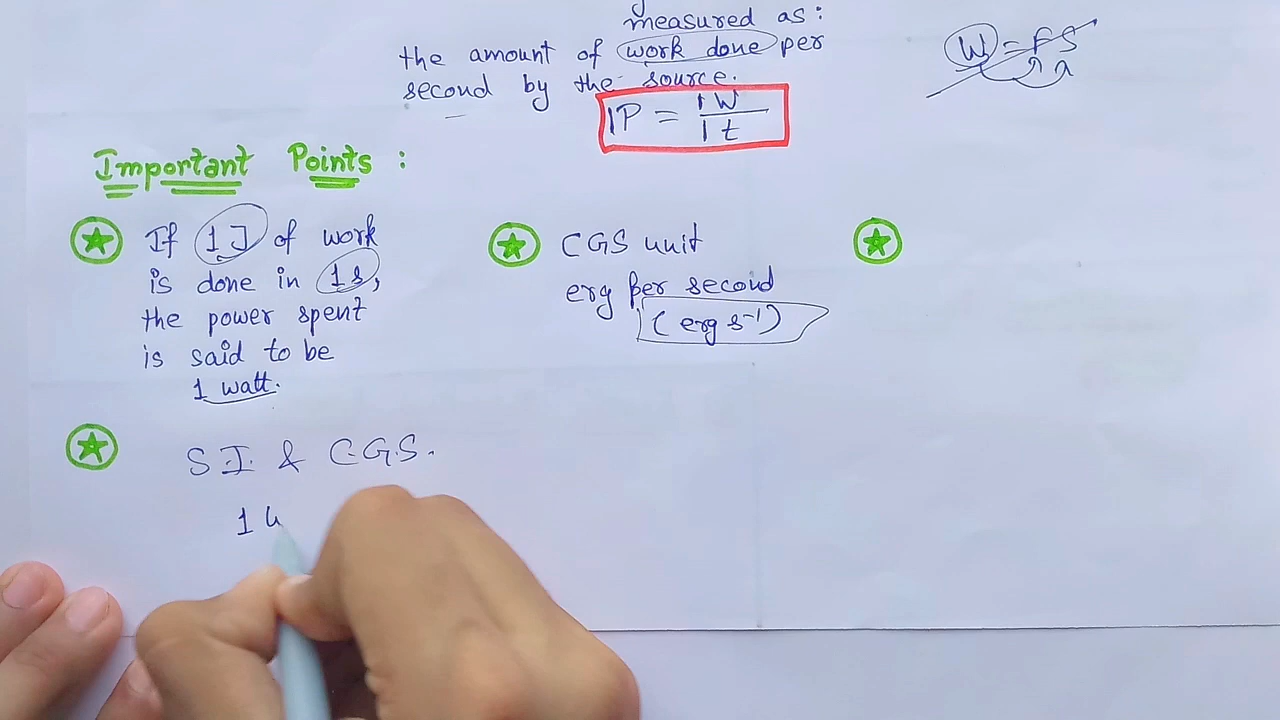 measured as:
the amount of work done per
second by the source.
1P = 1W / 1t
W = F S
Important Points :
If 1 J of work
is done in 1s,
the power spent
is said to be
1 watt.
CGS unit
erg per second
( erg s⁻¹ )
S.I. & C.G.S.
1